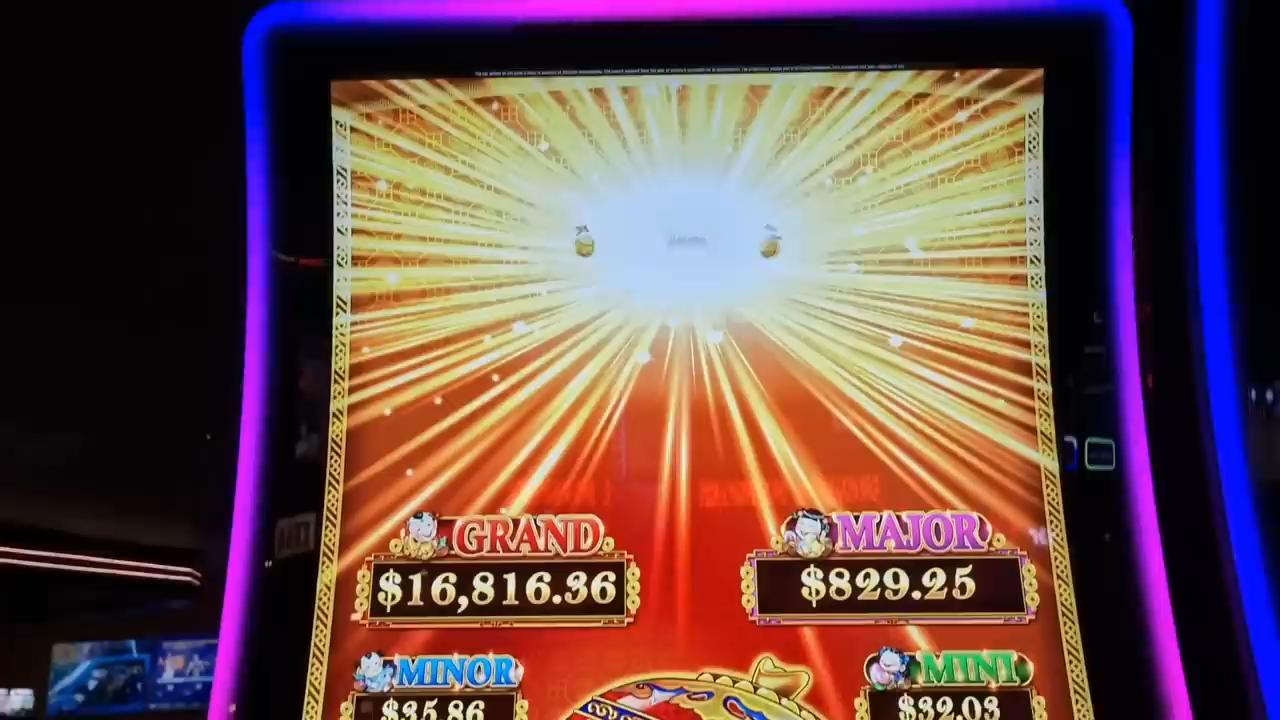 GRAND
MAJOR
$16,816.36
$829.25
MINOR
MINI
$35.86
$32.03